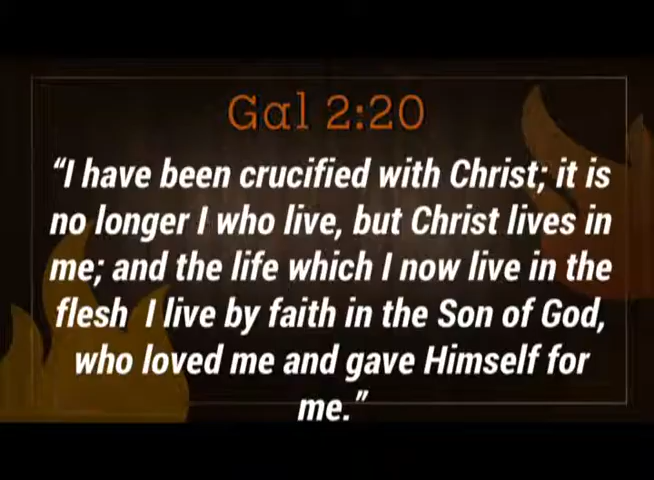 Gal 2:20
“I have been crucified with Christ; it is
no longer I who live, but Christ lives in
me; and the life which I now live in the
flesh I live by faith in the Son of God,
who loved me and gave Himself for
me.”